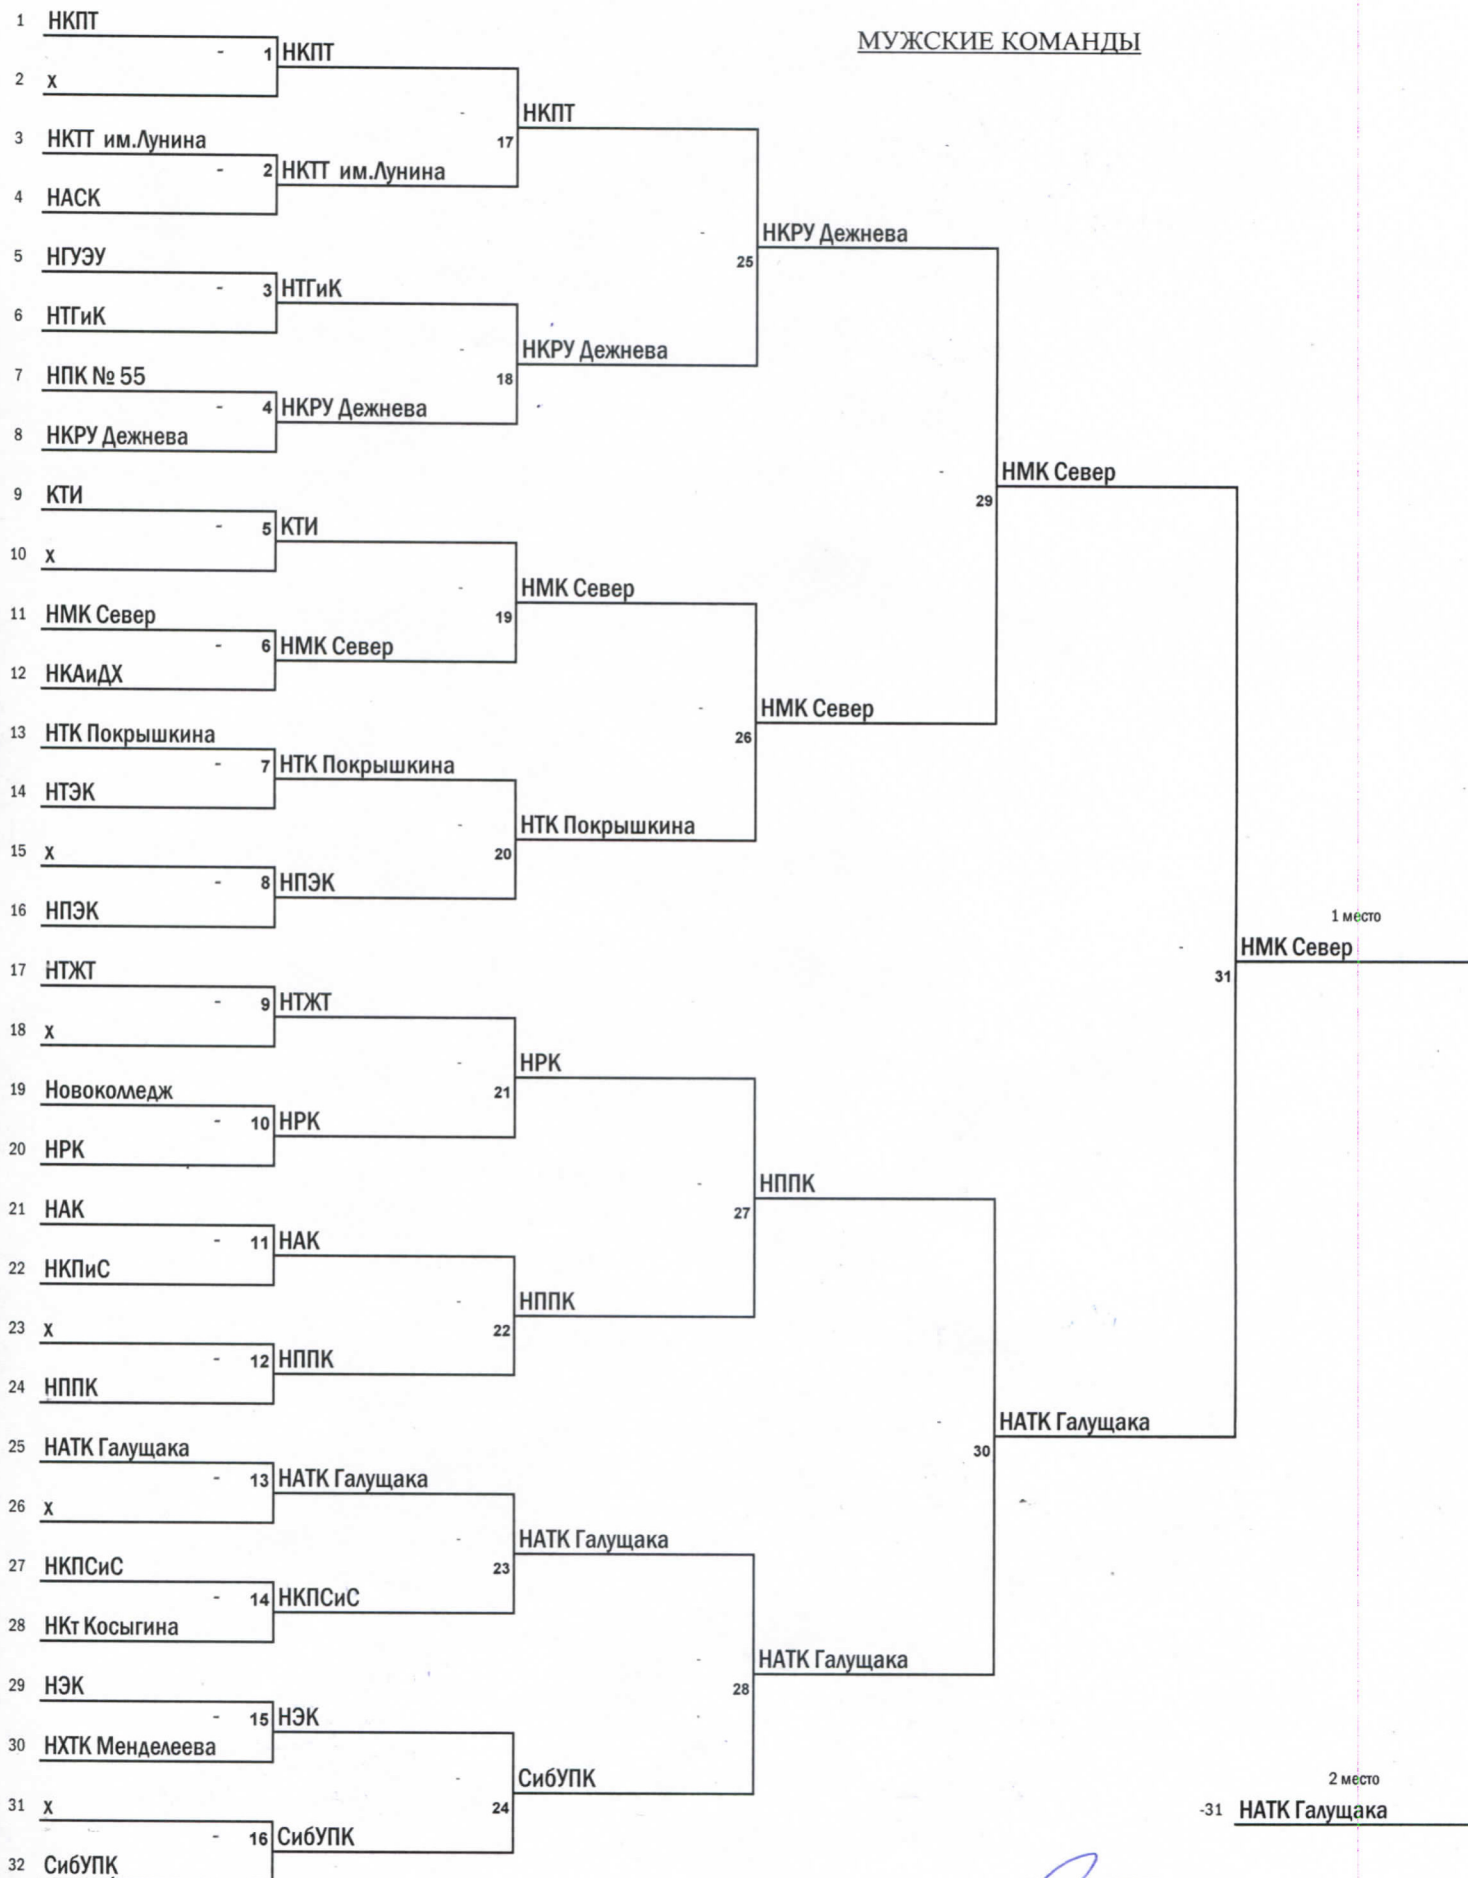 МУЖСКИЕ КОМАНДЫ
1 НКПТ
- 1 НКПТ
2 х
- 17 НКПТ
3 НКТТ им.Лунина
- 2 НКТТ им.Лунина
4 НАСК
- 25 НКРУ Дежнева
5 НГУЭУ
- 3 НТГиК
6 НТГиК
- 18 НКРУ Дежнева
7 НПК № 55
- 4 НКРУ Дежнева
8 НКРУ Дежнева
- 29 НМК Север
9 КТИ
- 5 КТИ
10 х
- 19 НМК Север
11 НМК Север
- 6 НМК Север
12 НКАиДХ
- 26 НМК Север
13 НТК Покрышкина
- 7 НТК Покрышкина
14 НТЭК
- 20 НТК Покрышкина
15 х
- 8 НПЭК
16 НПЭК
1 место
- 31 НМК Север
17 НТЖТ
- 9 НТЖТ
18 х
- 21 НРК
19 Новоколледж
- 10 НРК
20 НРК
- 27 НППК
21 НАК
- 11 НАК
22 НКПиС
- 22 НППК
23 х
- 12 НППК
24 НППК
- 30 НАТК Галущака
25 НАТК Галущака
- 13 НАТК Галущака
26 х
- 23 НАТК Галущака
27 НКПСиС
- 14 НКПСиС
28 НКт Косыгина
- 28 НАТК Галущака
29 НЭК
- 15 НЭК
30 НХТК Менделеева
- 24 СибУПК
31 х
- 16 СибУПК
32 СибУПК
2 место
-31 НАТК Галущака